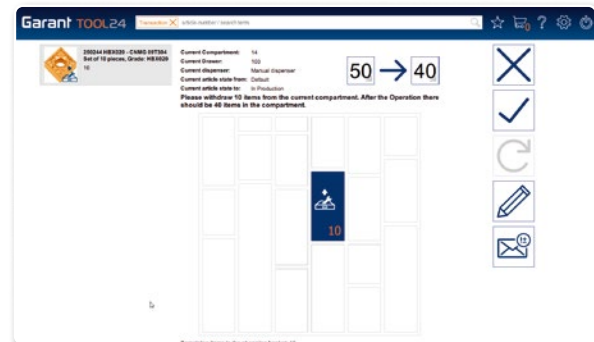 Garant TOOL24
Transaction X article number / search terms
0
250244 HBX020 - CNMG IHT354
Set of 10 pieces, Grade: HBX020
10
Current Compartment: 14
Current Drawer: 103
Current dispenser: Manual dispenser
Current article state from: Default
Current article state to: In Production
50 → 40
Please withdraw 10 items from the current compartment. After the Operation there
should be 40 items in the compartment.
10